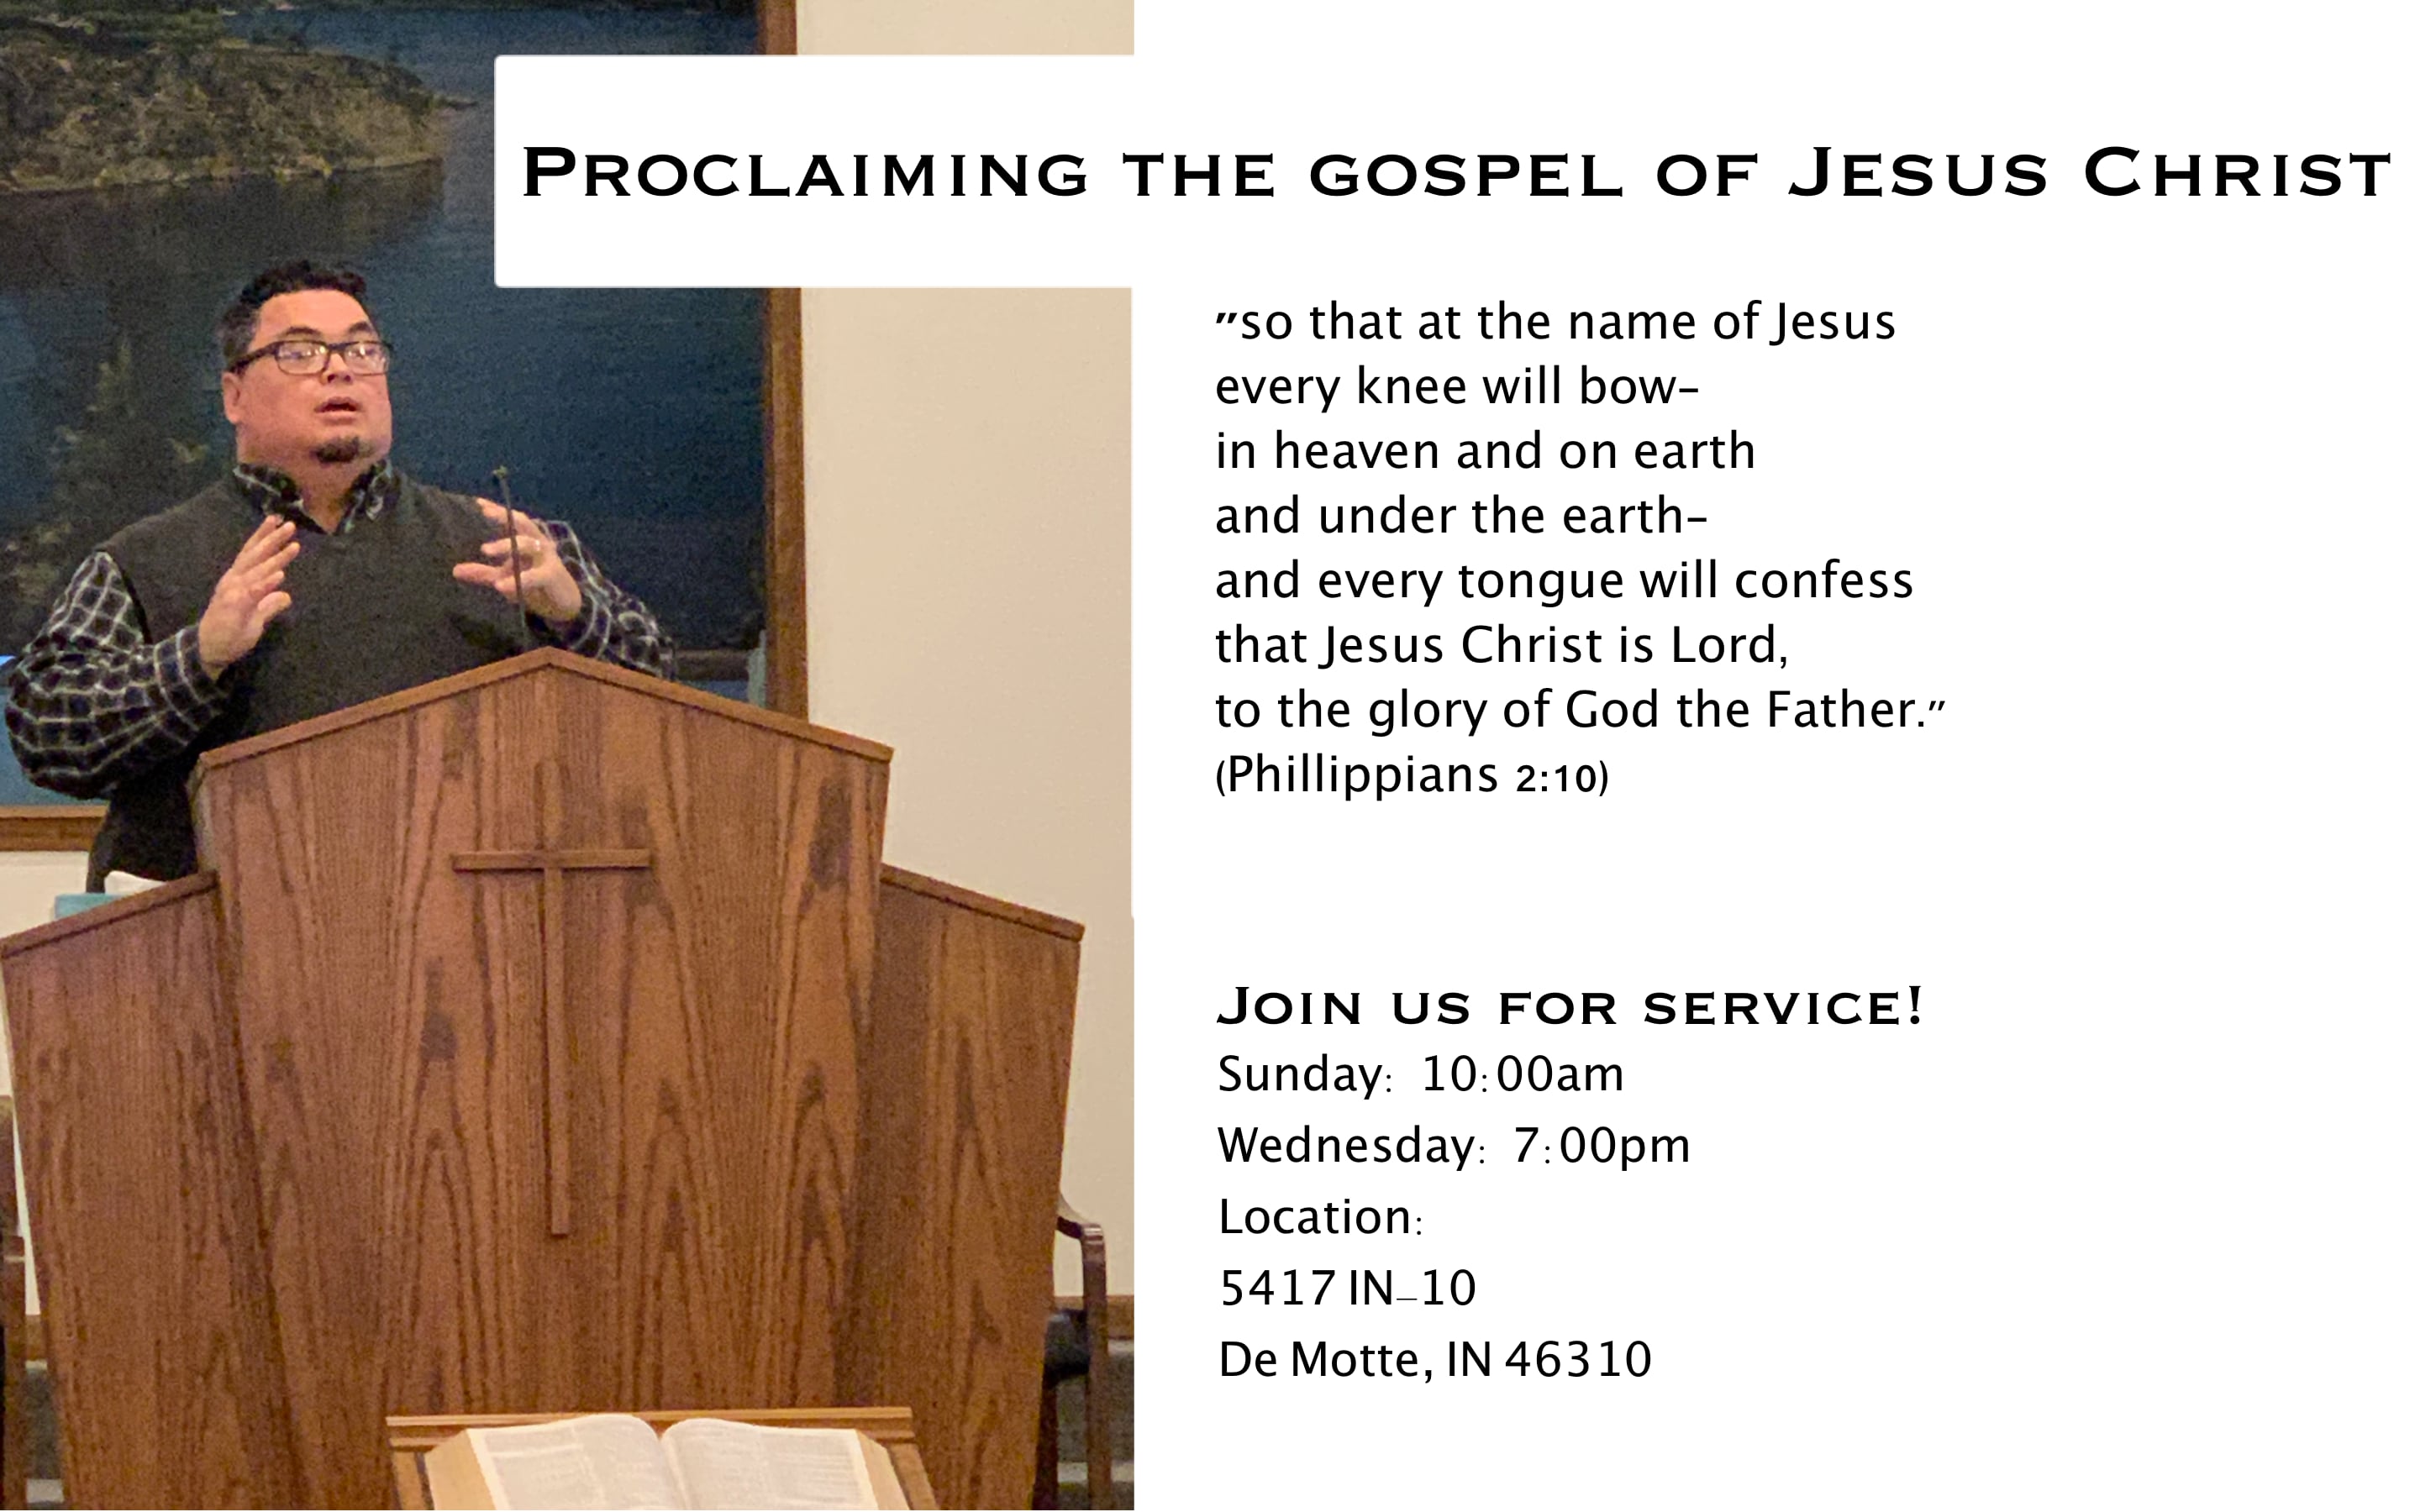 Proclaiming the gospel of Jesus Christ
"so that at the name of Jesus
every knee will bow-
in heaven and on earth
and under the earth-
and every tongue will confess
that Jesus Christ is Lord,
to the glory of God the Father."
(Phillippians 2:10)
Join us for service!
Sunday: 10:00am
Wednesday: 7:00pm
Location:
5417 IN-10
De Motte, IN 46310